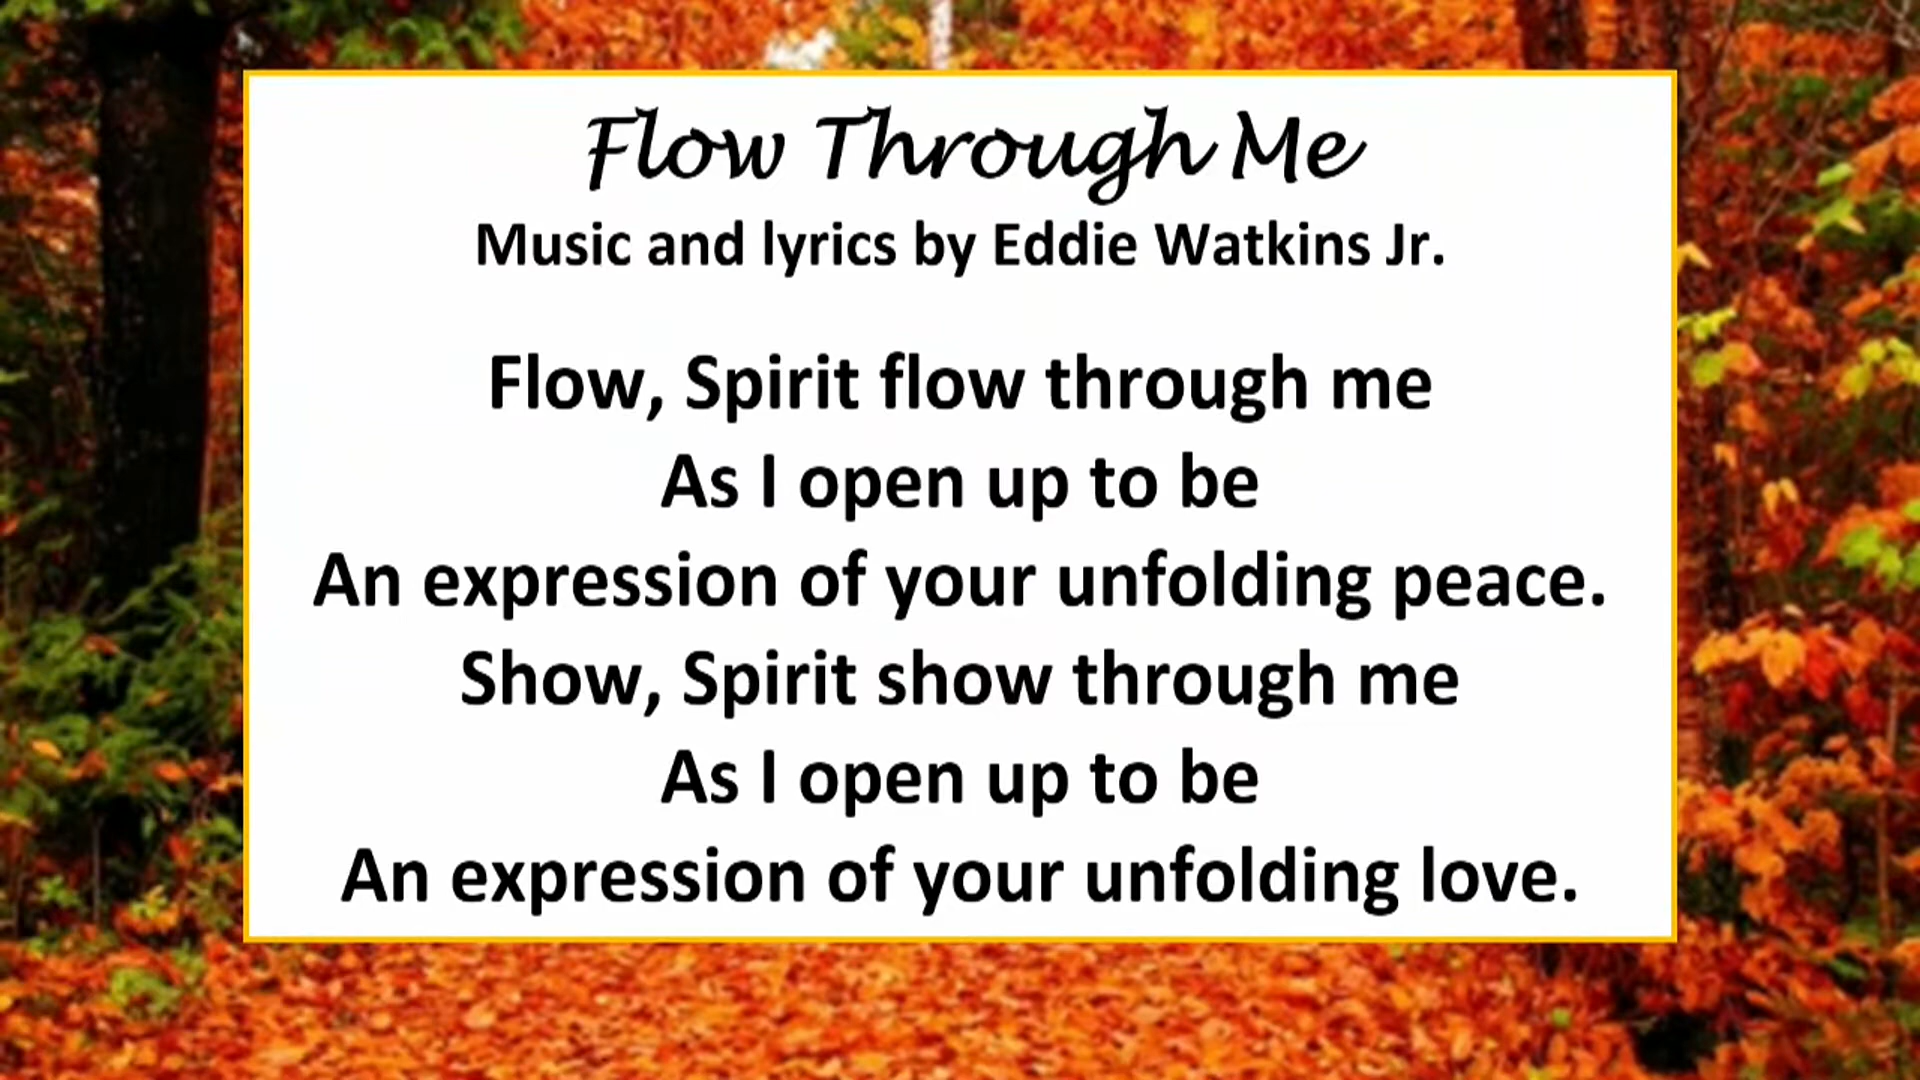 Flow Through Me
Music and lyrics by Eddie Watkins Jr.
Flow, Spirit flow through me
As I open up to be
An expression of your unfolding peace.
Show, Spirit show through me
As I open up to be
An expression of your unfolding love.